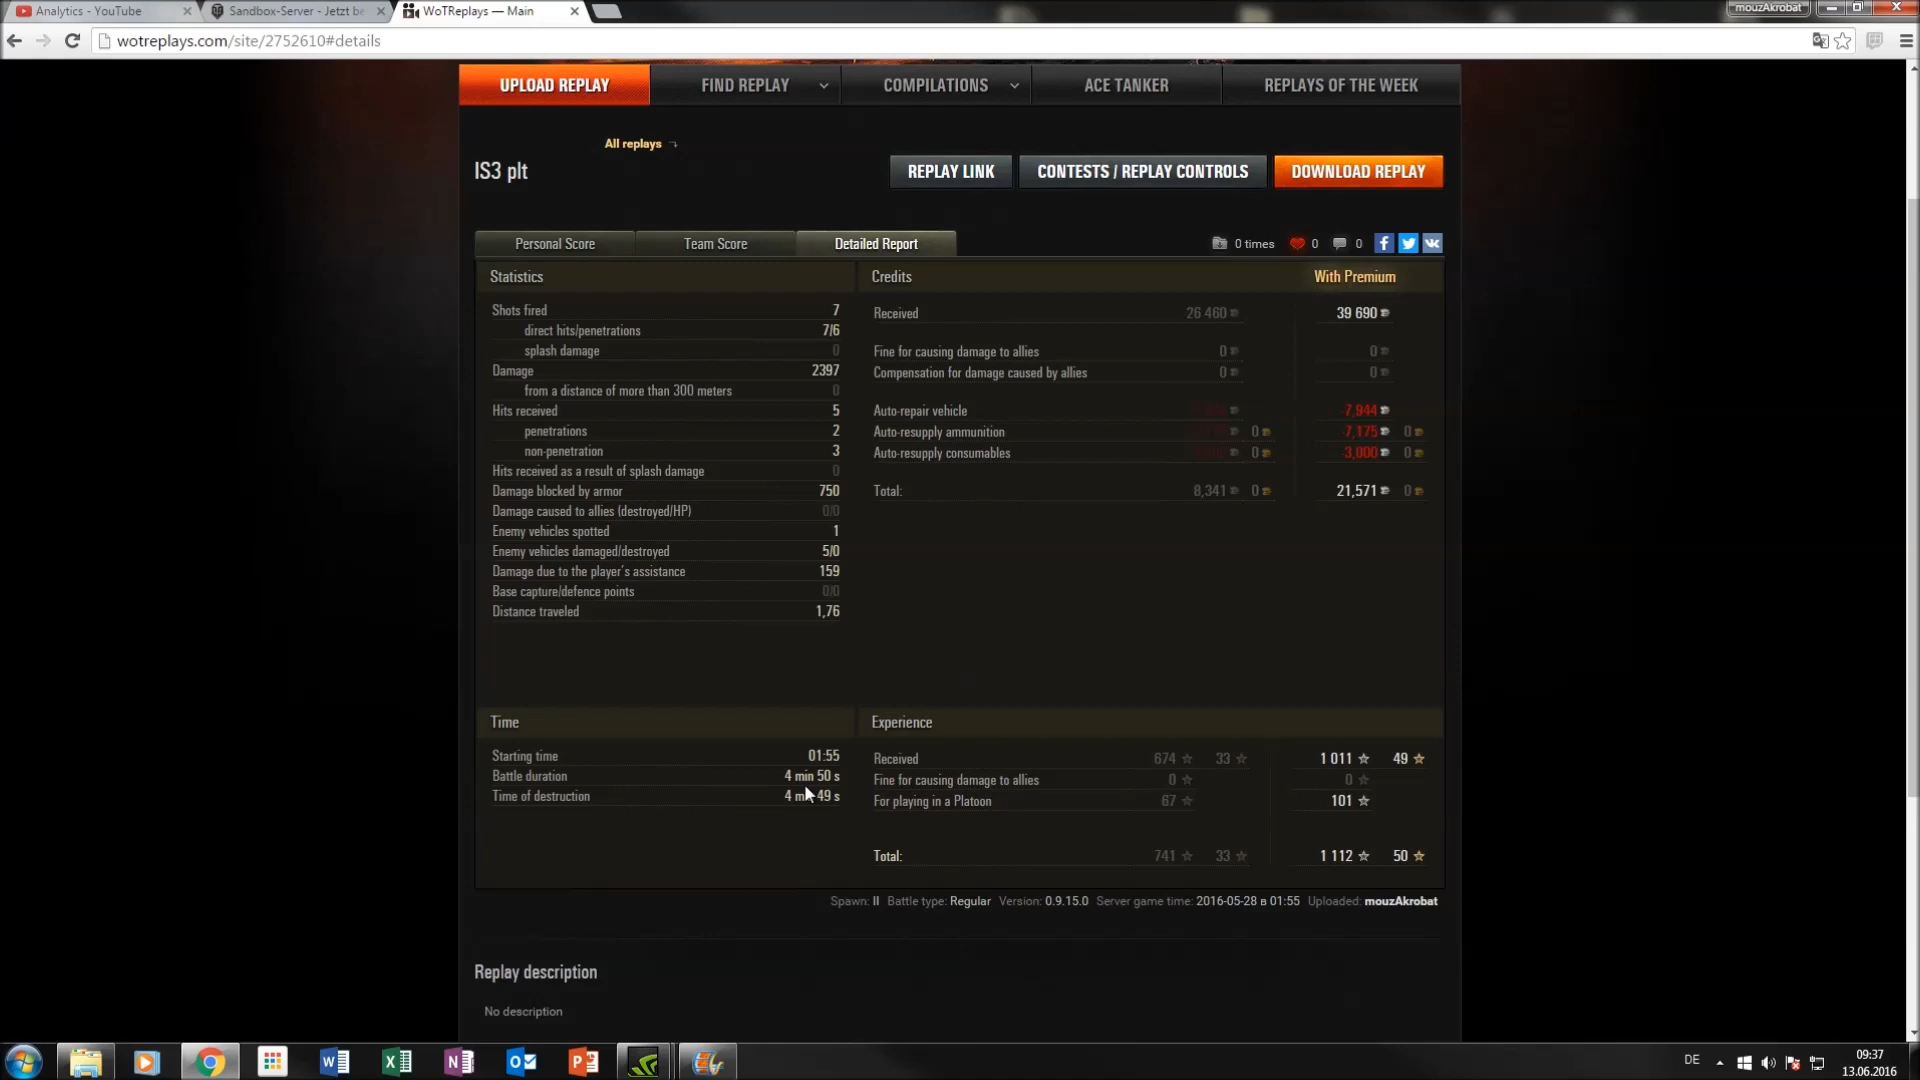 Analytics - YouTube
Sandbox-Server - Jetzt be
WoTReplays — Main
mouzAkrobat
wotreplays.com/site/2752610#details
UPLOAD REPLAY
FIND REPLAY
COMPILATIONS
ACE TANKER
REPLAYS OF THE WEEK
All replays
IS3 plt
REPLAY LINK
CONTESTS / REPLAY CONTROLS
DOWNLOAD REPLAY
Personal Score
Team Score
Detailed Report
0 times
0
0
Statistics
Shots fired 7
direct hits/penetrations 7/6
splash damage 0
Damage 2397
from a distance of more than 300 meters 0
Hits received 5
penetrations 2
non-penetration 3
Hits received as a result of splash damage 0
Damage blocked by armor 750
Damage caused to allies (destroyed/HP) 0/0
Enemy vehicles spotted 1
Enemy vehicles damaged/destroyed 5/0
Damage due to the player's assistance 159
Base capture/defence points 0/0
Distance traveled 1,76
Credits With Premium
Received 26 460 39 690
Fine for causing damage to allies 0 0
Compensation for damage caused by allies 0 0
Auto-repair vehicle -7,944
Auto-resupply ammunition 0 -7,175 0
Auto-resupply consumables 0 -3,000 0
Total: 8,341 0 21,571 0
Time
Starting time 01:55
Battle duration 4 min 50 s
Time of destruction 4 49 s
Experience
Received 674 33 1 011 49
Fine for causing damage to allies 0 0
For playing in a Platoon 67 101
Total: 741 33 1 112 50
Spawn: II Battle type: Regular Version: 0.9.15.0 Server game time: 2016-05-28 в 01:55 Uploaded: mouzAkrobat
Replay description
No description
DE
09:37
13.06.2016